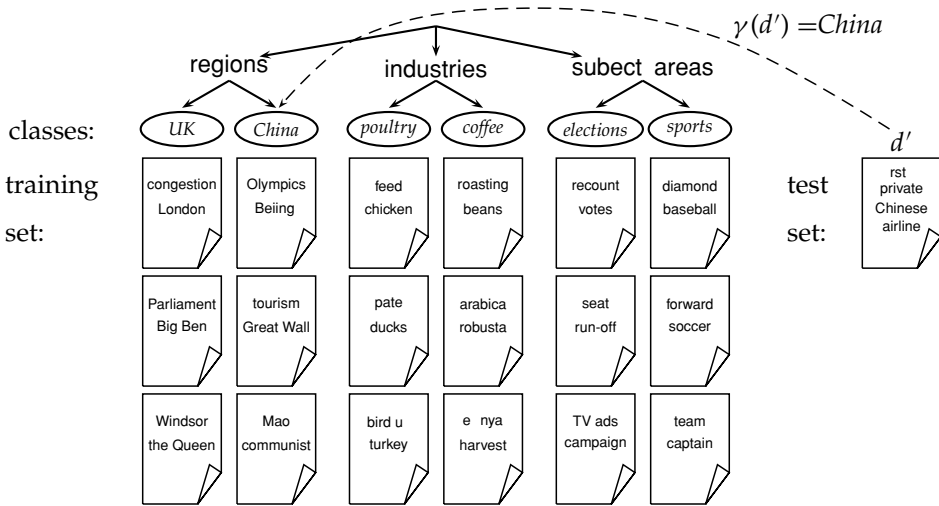 γ(d′) =China
regions industries subect areas
classes: UK China poultry coffee elections sports
d′
training
set:
congestion
London
Olympics
Beiing
feed
chicken
roasting
beans
recount
votes
diamond
baseball
test
set:
rst
private
Chinese
airline
Parliament
Big Ben
tourism
Great Wall
pate
ducks
arabica
robusta
seat
run-off
forward
soccer
Windsor
the Queen
Mao
communist
bird u
turkey
e nya
harvest
TV ads
campaign
team
captain